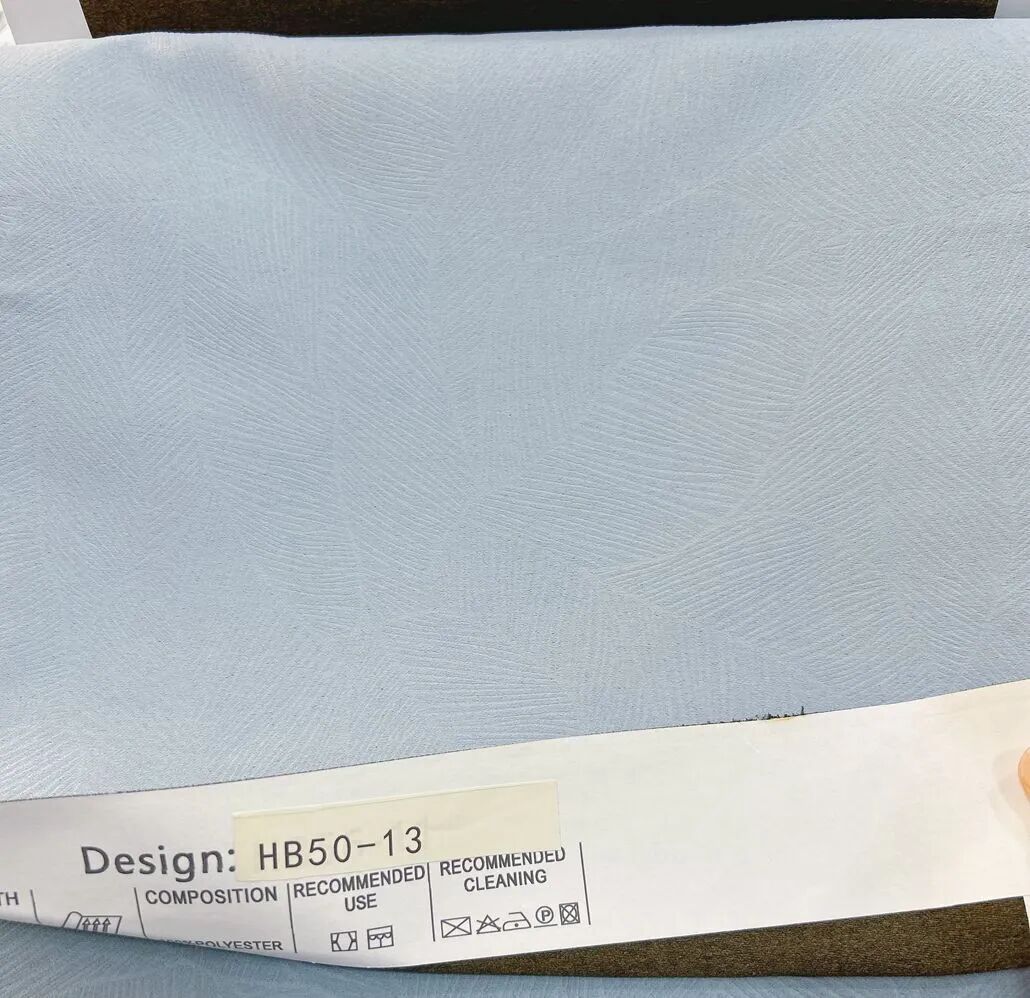 Design: HB50-13
TH
COMPOSITION
POLYESTER
RECOMMENDED
USE
RECOMMENDED
CLEANING
P